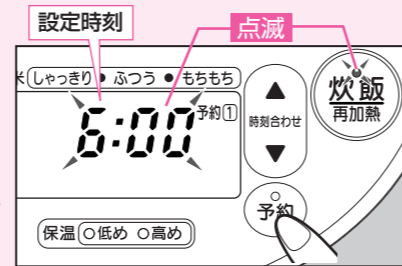 設定時刻
点滅
米 しゃっきり ふつう もちもち
6:00
予約①
時刻合わせ
炊飯
再加熱
予約
保温 低め 高め